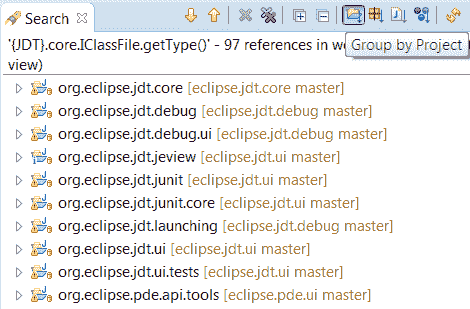 Search
'{JDT}.core.IClassFile.getType()' - 97 references in w
Group by Project
view)
org.eclipse.jdt.core [eclipse.jdt.core master]
org.eclipse.jdt.debug [eclipse.jdt.debug master]
org.eclipse.jdt.debug.ui [eclipse.jdt.debug master]
org.eclipse.jdt.jeview [eclipse.jdt.ui master]
org.eclipse.jdt.junit [eclipse.jdt.ui master]
org.eclipse.jdt.junit.core [eclipse.jdt.ui master]
org.eclipse.jdt.launching [eclipse.jdt.debug master]
org.eclipse.jdt.ui [eclipse.jdt.ui master]
org.eclipse.jdt.ui.tests [eclipse.jdt.ui master]
org.eclipse.pde.api.tools [eclipse.pde.ui master]